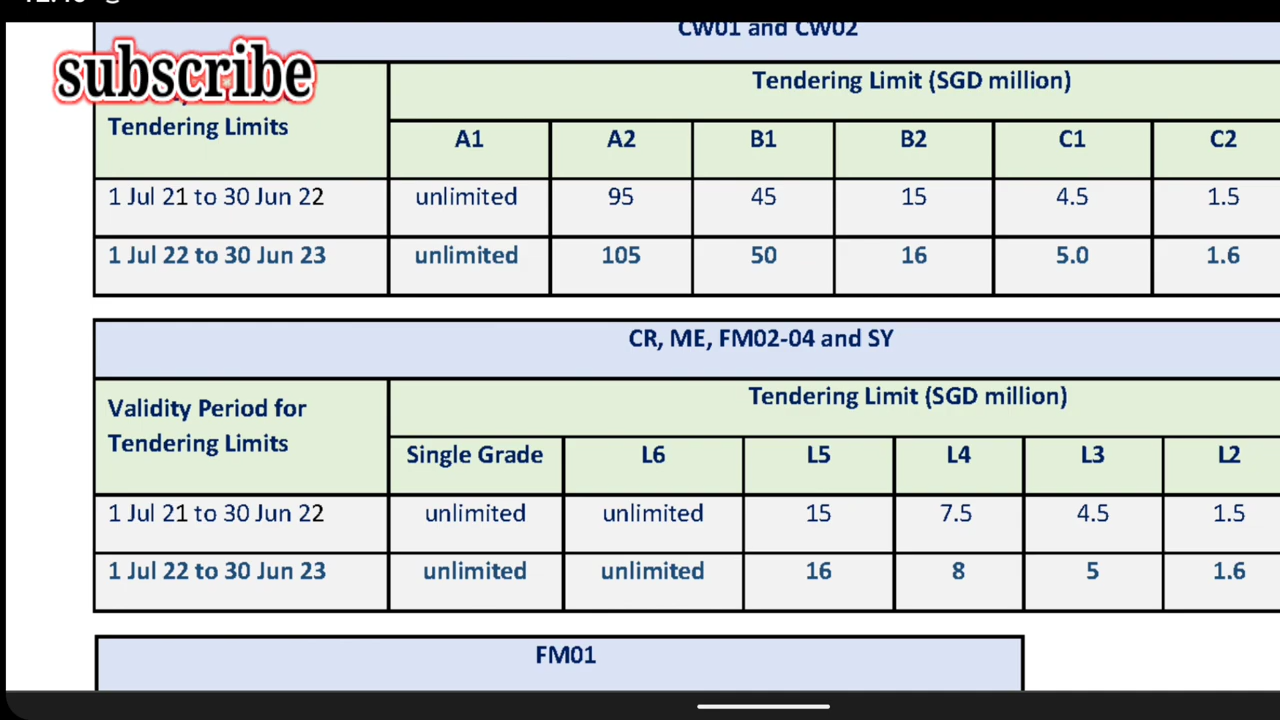 CW01 and CW02
subscribe
Tendering Limit (SGD million)
Tendering Limits
A1 A2 B1 B2 C1 C2
1 Jul 21 to 30 Jun 22 unlimited 95 45 15 4.5 1.5
1 Jul 22 to 30 Jun 23 unlimited 105 50 16 5.0 1.6
CR, ME, FM02-04 and SY
Validity Period for
Tendering Limits
Tendering Limit (SGD million)
Single Grade L6 L5 L4 L3 L2
1 Jul 21 to 30 Jun 22 unlimited unlimited 15 7.5 4.5 1.5
1 Jul 22 to 30 Jun 23 unlimited unlimited 16 8 5 1.6
FM01